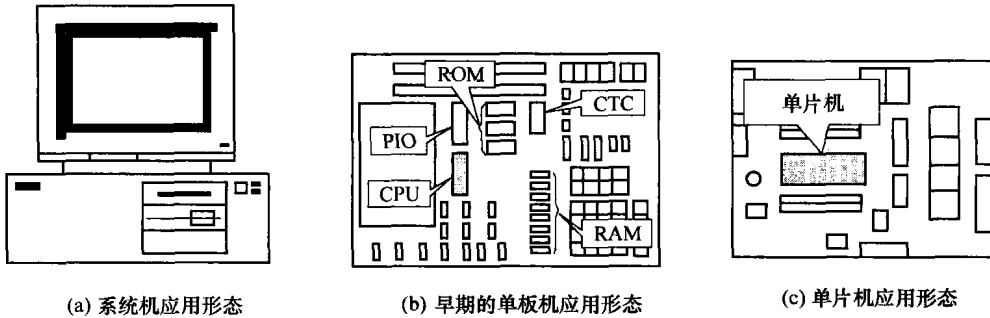 ROM
CTC
PIO
CPU
RAM
单片机
(a) 系统机应用形态
(b) 早期的单板机应用形态
(c) 单片机应用形态